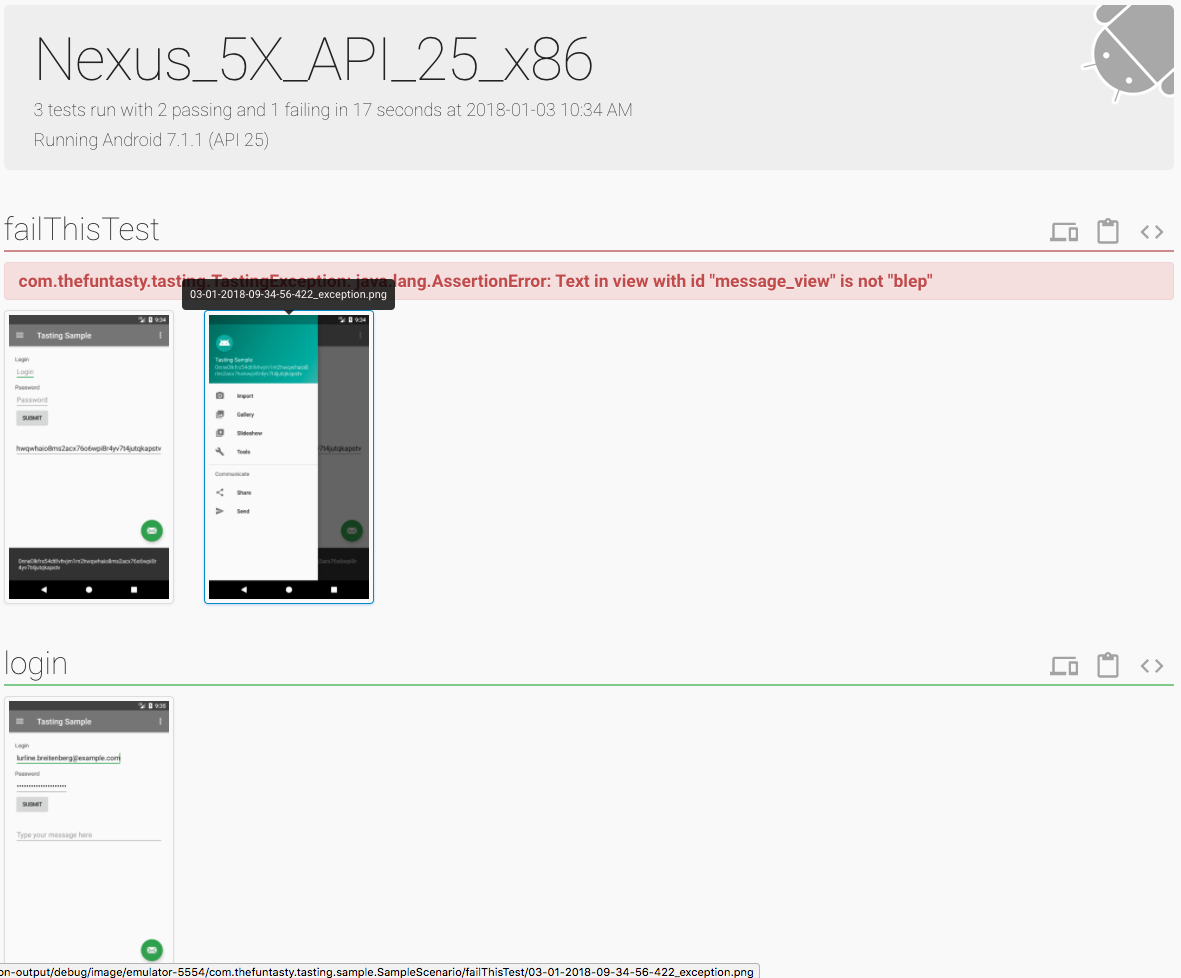 Nexus_5X_API_25_x86
3 tests run with 2 passing and 1 failing in 17 seconds at 2018-01-03 10:34 AM
Running Android 7.1.1 (API 25)
failThisTest
com.thefuntasty.tasting.TastingException: java.lang.AssertionError: Text in view with id "message_view" is not "blep"
03-01-2018-09-34-56-422_exception.png
9:34
Tasting Sample
Login
Login
Password
Password
SUBMIT
hwqwhaio8ms2acx76o6wpi8r4yv7t4jutqkapstv
9:34
Tasting Sample
Import
Gallery
Slideshow
Tools
Communicate
Share
Send
login
9:35
Tasting Sample
Login
lurline.breitenberg@example.com
Password
SUBMIT
Type your message here
on-output/debug/image/emulator-5554/com.thefuntasty.tasting.sample.SampleScenario/failThisTest/03-01-2018-09-34-56-422_exception.png